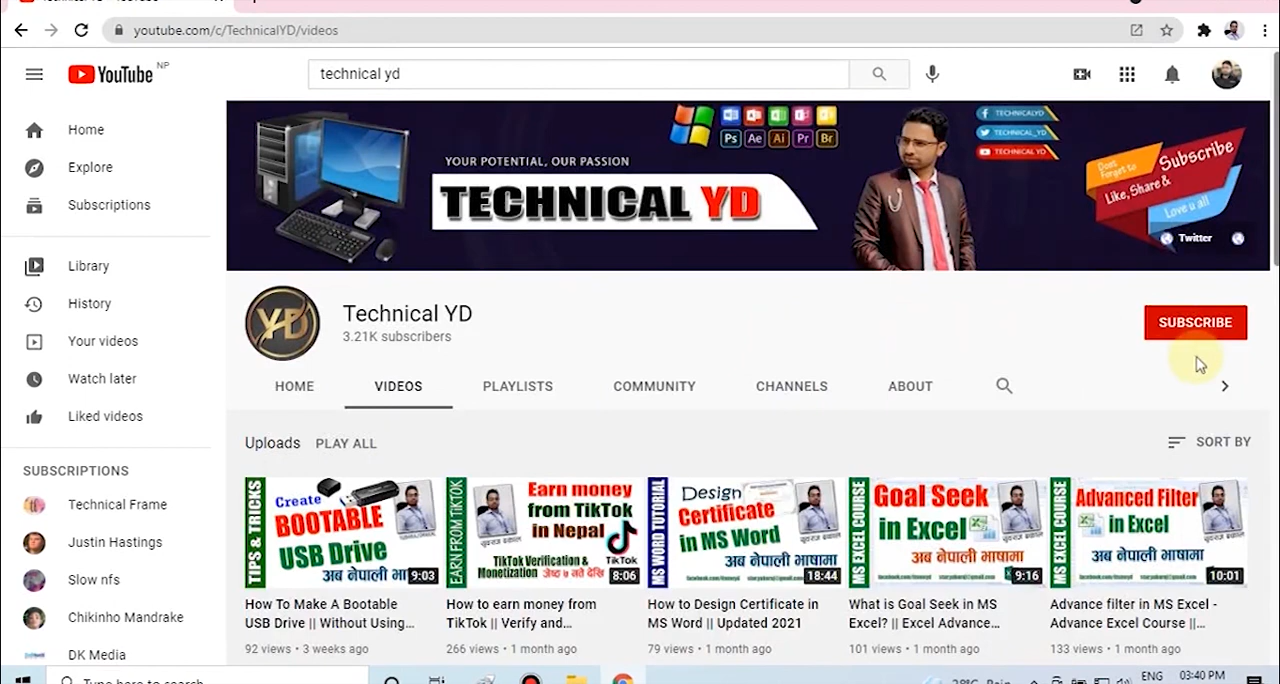 youtube.com/c/TechnicalYD/videos
YouTube NP
technical yd
Home
Explore
Subscriptions
Library
History
Your videos
Watch later
Liked videos
SUBSCRIPTIONS
Technical Frame
Justin Hastings
Slow nfs
Chikinho Mandrake
DK Media
YOUR POTENTIAL, OUR PASSION
TECHNICAL YD
Ps Ae Ai Pr Br
TECHNICALYD
TECHNICAL_YD
TECHNICAL YD
Dont Forget to
Subscribe
Like, Share &
Love u all
Twitter
YD
Technical YD
3.21K subscribers
SUBSCRIBE
HOME VIDEOS PLAYLISTS COMMUNITY CHANNELS ABOUT
Uploads PLAY ALL
SORT BY
TIPS & TRICKS
Create
BOOTABLE
USB Drive
अब नेपाली
9:03
How To Make A Bootable
USB Drive || Without Using...
92 views • 3 weeks ago
EARN FROM TIKTOK
Earn money
from TikTok
in Nepal
TikTok Verification &
Monetization
TikTok
8:06
How to earn money from
TikTok || Verify and...
266 views • 1 month ago
MS WORD TUTORIAL
Design
Certificate
in MS Word
अब नेपाली भाषामा
18:44
How to Design Certificate in
MS Word || Updated 2021
79 views • 1 month ago
MS EXCEL COURSE
Goal Seek
in Excel
अब नेपाली भाषामा
9:16
What is Goal Seek in MS
Excel? || Excel Advance...
101 views • 1 month ago
MS EXCEL COURSE
Advanced Filter
in Excel
अब नेपाली भाषामा
10:01
Advance filter in MS Excel -
Advance Excel Course ||...
133 views • 1 month ago
Type here to search
ENG
03:40 PM